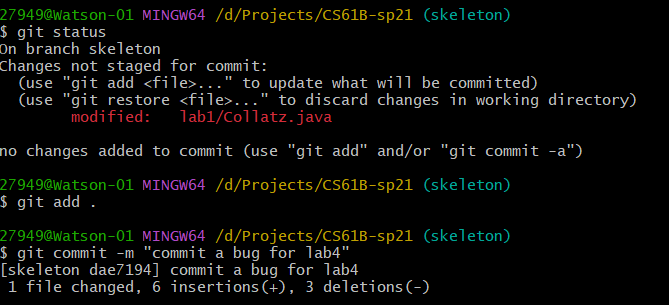 27949@Watson-01 MINGW64 /d/Projects/CS61B-sp21 (skeleton)
$ git status
On branch skeleton
Changes not staged for commit:
  (use "git add <file>..." to update what will be committed)
  (use "git restore <file>..." to discard changes in working directory)
        modified:   lab1/Collatz.java
no changes added to commit (use "git add" and/or "git commit -a")
27949@Watson-01 MINGW64 /d/Projects/CS61B-sp21 (skeleton)
$ git add .
27949@Watson-01 MINGW64 /d/Projects/CS61B-sp21 (skeleton)
$ git commit -m "commit a bug for lab4"
[skeleton dae7194] commit a bug for lab4
 1 file changed, 6 insertions(+), 3 deletions(-)